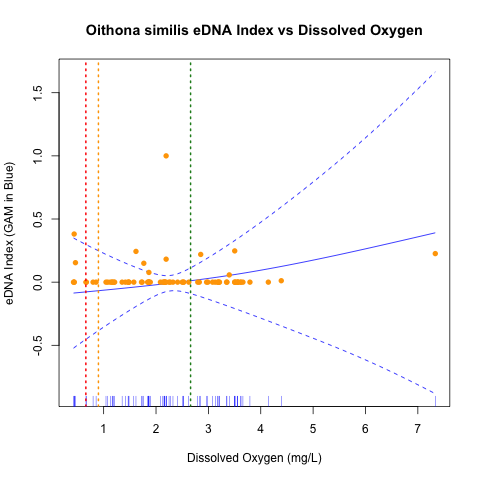 Oithona similis eDNA Index vs Dissolved Oxygen
eDNA Index (GAM in Blue)
1.5
1.0
0.5
0.0
-0.5
1 2 3 4 5 6 7
Dissolved Oxygen (mg/L)